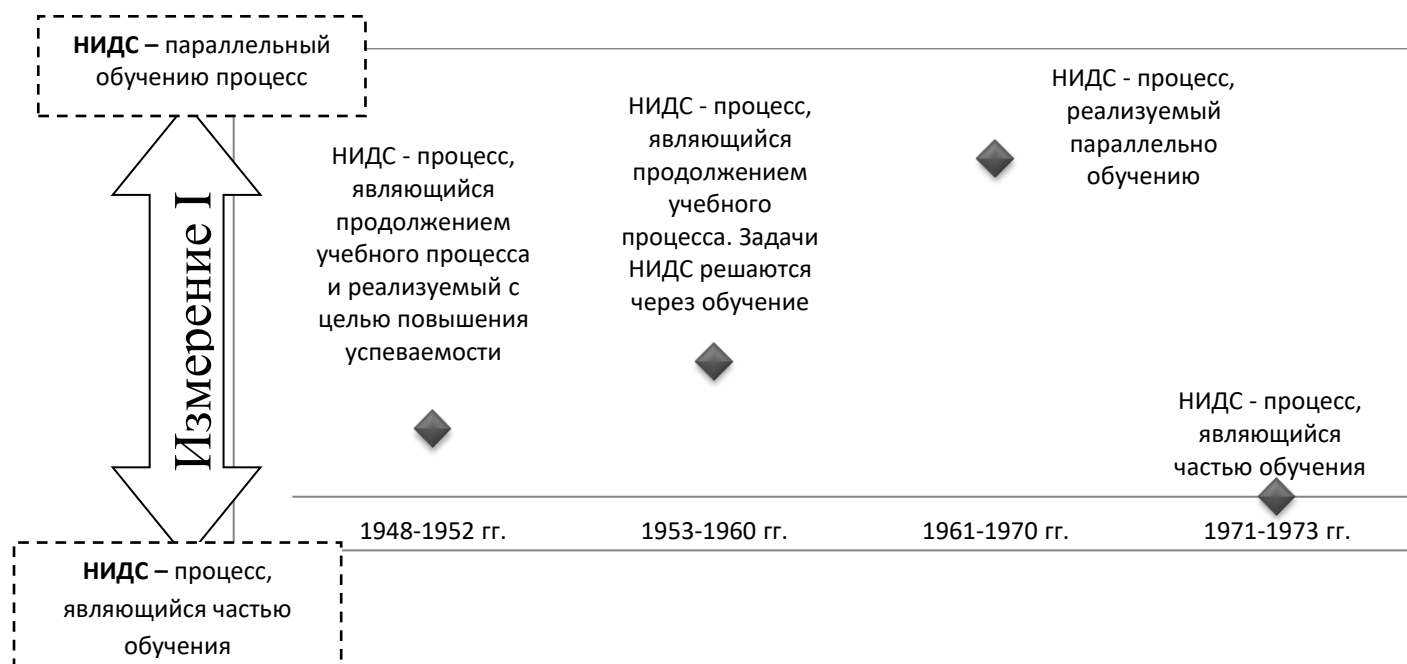 НИДС – параллельный
обучению процесс
Измерение I
НИДС – процесс,
являющийся частью
обучения
НИДС - процесс,
являющийся
продолжением
учебного процесса
и реализуемый с
целью повышения
успеваемости
НИДС - процесс,
являющийся
продолжением
учебного
процесса. Задачи
НИДС решаются
через обучение
НИДС - процесс,
реализуемый
параллельно
обучению
НИДС - процесс,
являющийся
частью обучения
1948-1952 гг.
1953-1960 гг.
1961-1970 гг.
1971-1973 гг.